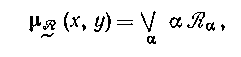 μ_ℛ̰ (x, y) = ⋁_α α ℛ_α ,